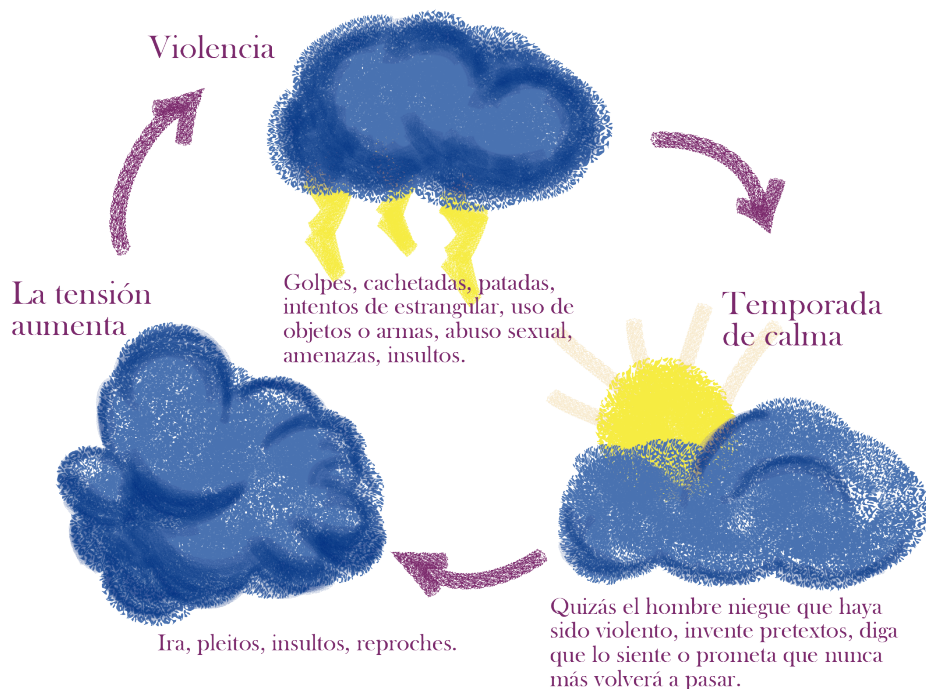 Violencia
Golpes, cachetadas, patadas,
intentos de estrangular, uso de
objetos o armas, abuso sexual,
amenazas, insultos.
Temporada
de calma
Quizás el hombre niegue que haya
sido violento, invente pretextos, diga
que lo siente o prometa que nunca
más volverá a pasar.
La tensión
aumenta
Ira, pleitos, insultos, reproches.